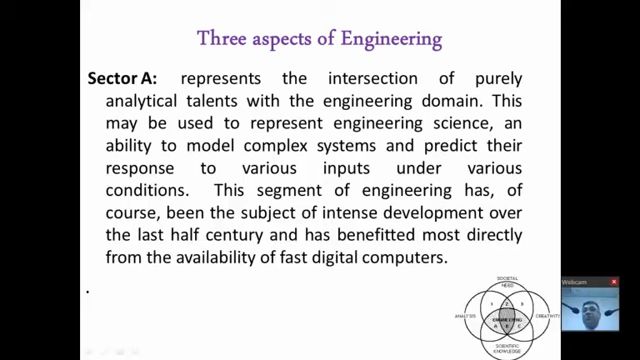 Three aspects of Engineering
Sector A: represents the intersection of purely
analytical talents with the engineering domain. This
may be used to represent engineering science, an
ability to model complex systems and predict their
response to various inputs under various
conditions. This segment of engineering has, of
course, been the subject of intense development over
the last half century and has benefitted most directly
from the availability of fast digital computers.
.
Webcam
SOCIETAL
NEED
1 2 3
ANALYSIS
CREATIVITY
ENGINEERING
A B C
SCIENTIFIC
KNOWLEDGE